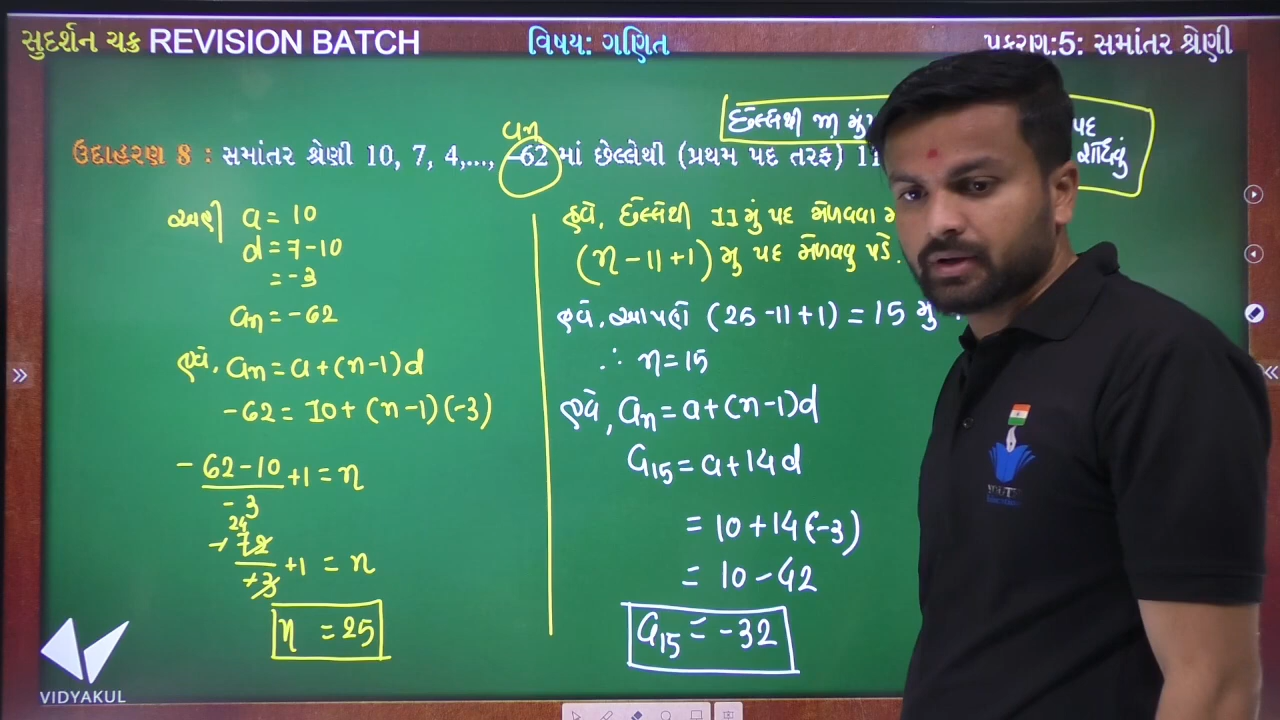 સુદર્શન ચક્ર REVISION BATCH
વિષય: ગણિત
પ્રકરણ:5: સમાંતર શ્રેણી
છેલ્લેથી
પદ
શોધવું
ઉદાહરણ 8 : સમાંતર શ્રેણી 10, 7, 4,..., -62 માં છેલ્લેથી (પ્રથમ પદ તરફ) 11
અહીં a = 10
d = 7-10
= -3
an = -62
હવે, an = a+(n-1)d
-62 = 10+ (n-1)(-3)
-62-10
+1 = n
-3
24
-72
+1 = n
-3
n = 25
હવે, છેલ્લેથી 11મું પદ મેળવવા
(n-11+1) મુ પદ મેળવવુ પડે.
હવે, આપણે (25-11+1) = 15 મું
∴ n=15
હવે, an = a+(n-1)d
a15 = a+14d
= 10+14(-3)
= 10-42
a15 = -32
VIDYAKUL